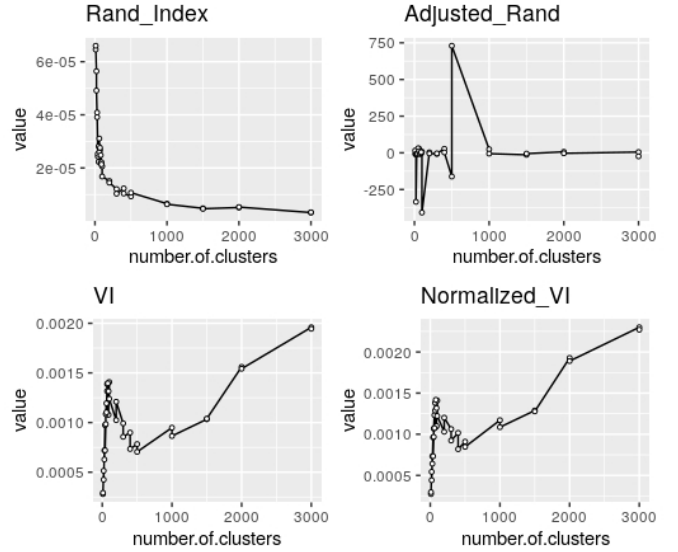 Rand_Index
6e-05
4e-05
2e-05
value
0 1000 2000 3000
number.of.clusters
Adjusted_Rand
750
500
250
0
-250
value
0 1000 2000 3000
number.of.clusters
VI
0.0020
0.0015
0.0010
0.0005
value
0 1000 2000 3000
number.of.clusters
Normalized_VI
0.0020
0.0015
0.0010
0.0005
value
0 1000 2000 3000
number.of.clusters